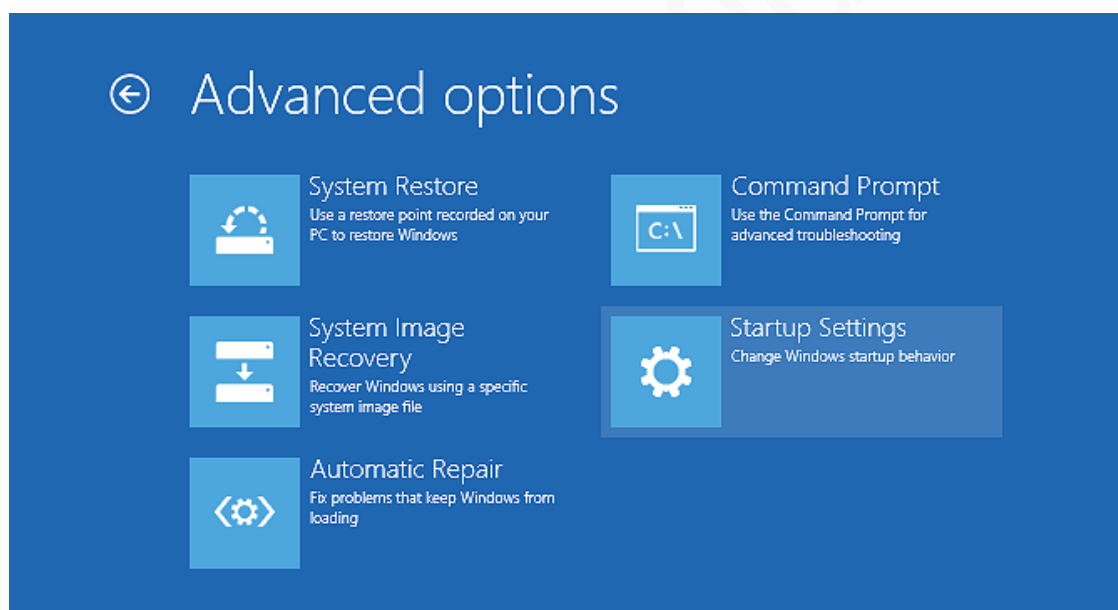 Advanced options
System Restore
Use a restore point recorded on your
PC to restore Windows
Command Prompt
Use the Command Prompt for
advanced troubleshooting
C:\
System Image
Recovery
Recover Windows using a specific
system image file
Startup Settings
Change Windows startup behavior
Automatic Repair
Fix problems that keep Windows from
loading